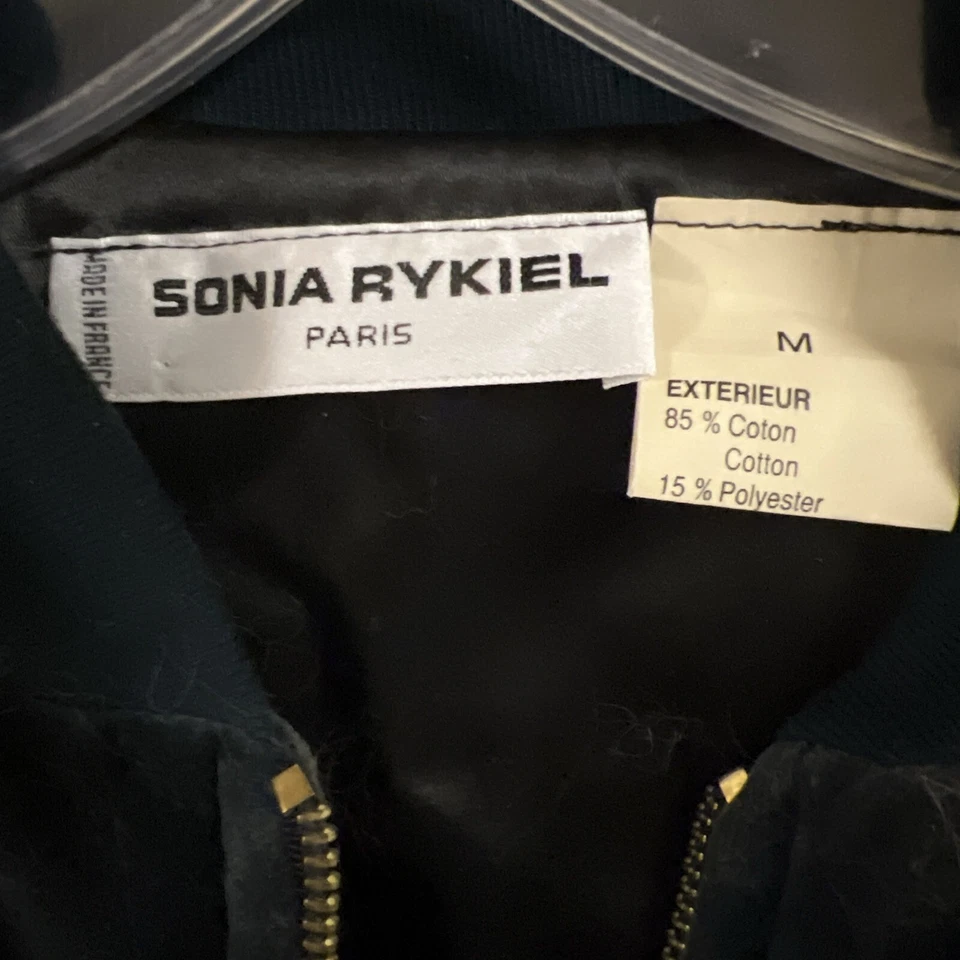 MADE IN FRANCE
SONIA RYKIEL
PARIS
M
EXTERIEUR
85 % Coton
Cotton
15 % Polyester